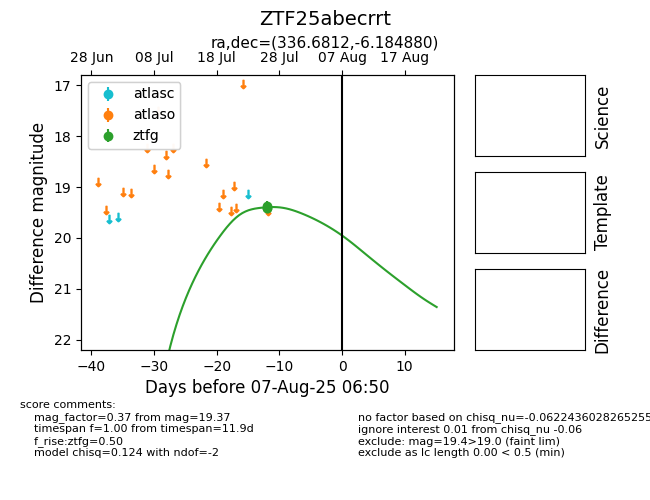 ZTF25abecrrt
ra,dec=(336.6812,-6.184880)
28 Jun 08 Jul 18 Jul 28 Jul 07 Aug 17 Aug
17
18
19
20
21
22
Difference magnitude
atlasc
atlaso
ztfg
−40 −30 −20 −10 0 10
Days before 07-Aug-25 06:50
Science
Template
Difference
score comments:
mag_factor=0.37 from mag=19.37
timespan f=1.00 from timespan=11.9d
f_rise:ztfg=0.50
model chisq=0.124 with ndof=-2
no factor based on chisq_nu=-0.0622436028265255
ignore interest 0.01 from chisq_nu -0.06
exclude: mag=19.4>19.0 (faint lim)
exclude as lc length 0.00 < 0.5 (min)